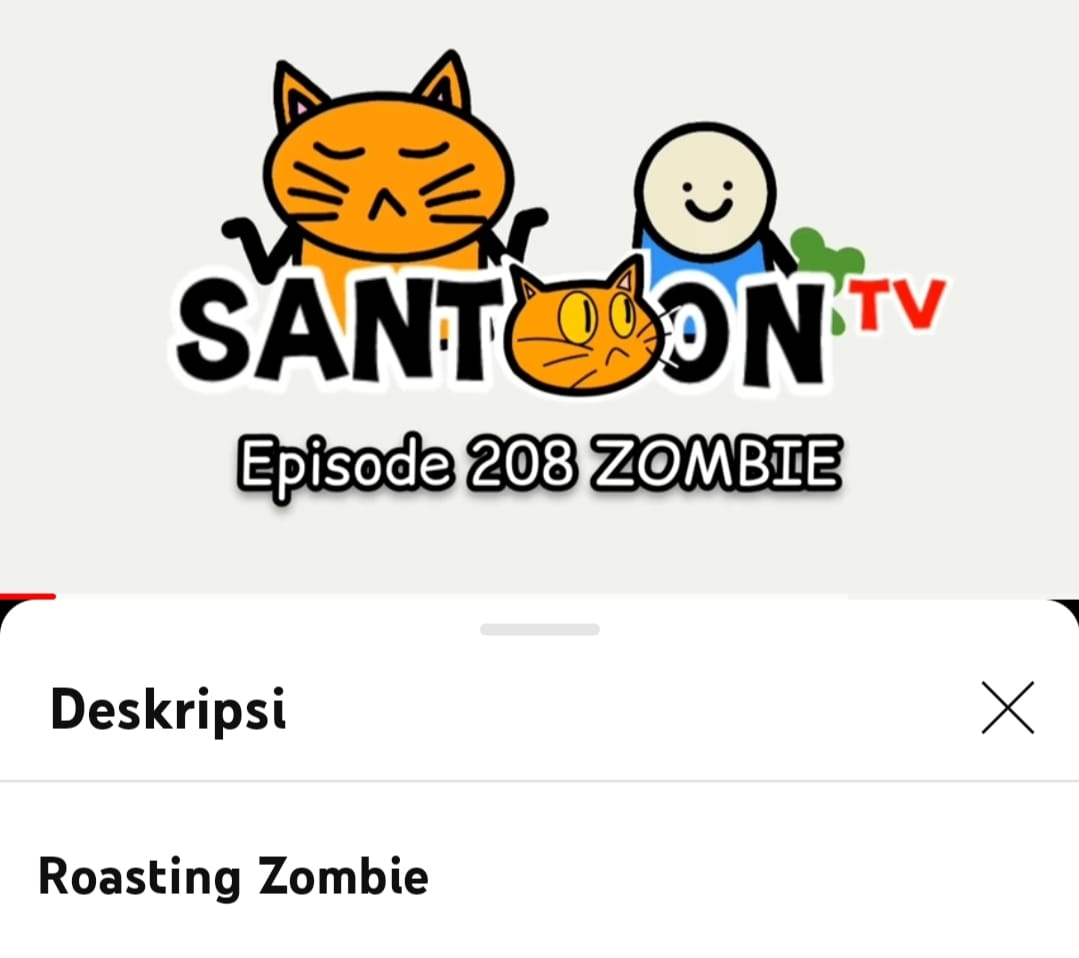 SANTOON TV
Episode 208 ZOMBIE
Deskripsi
Roasting Zombie